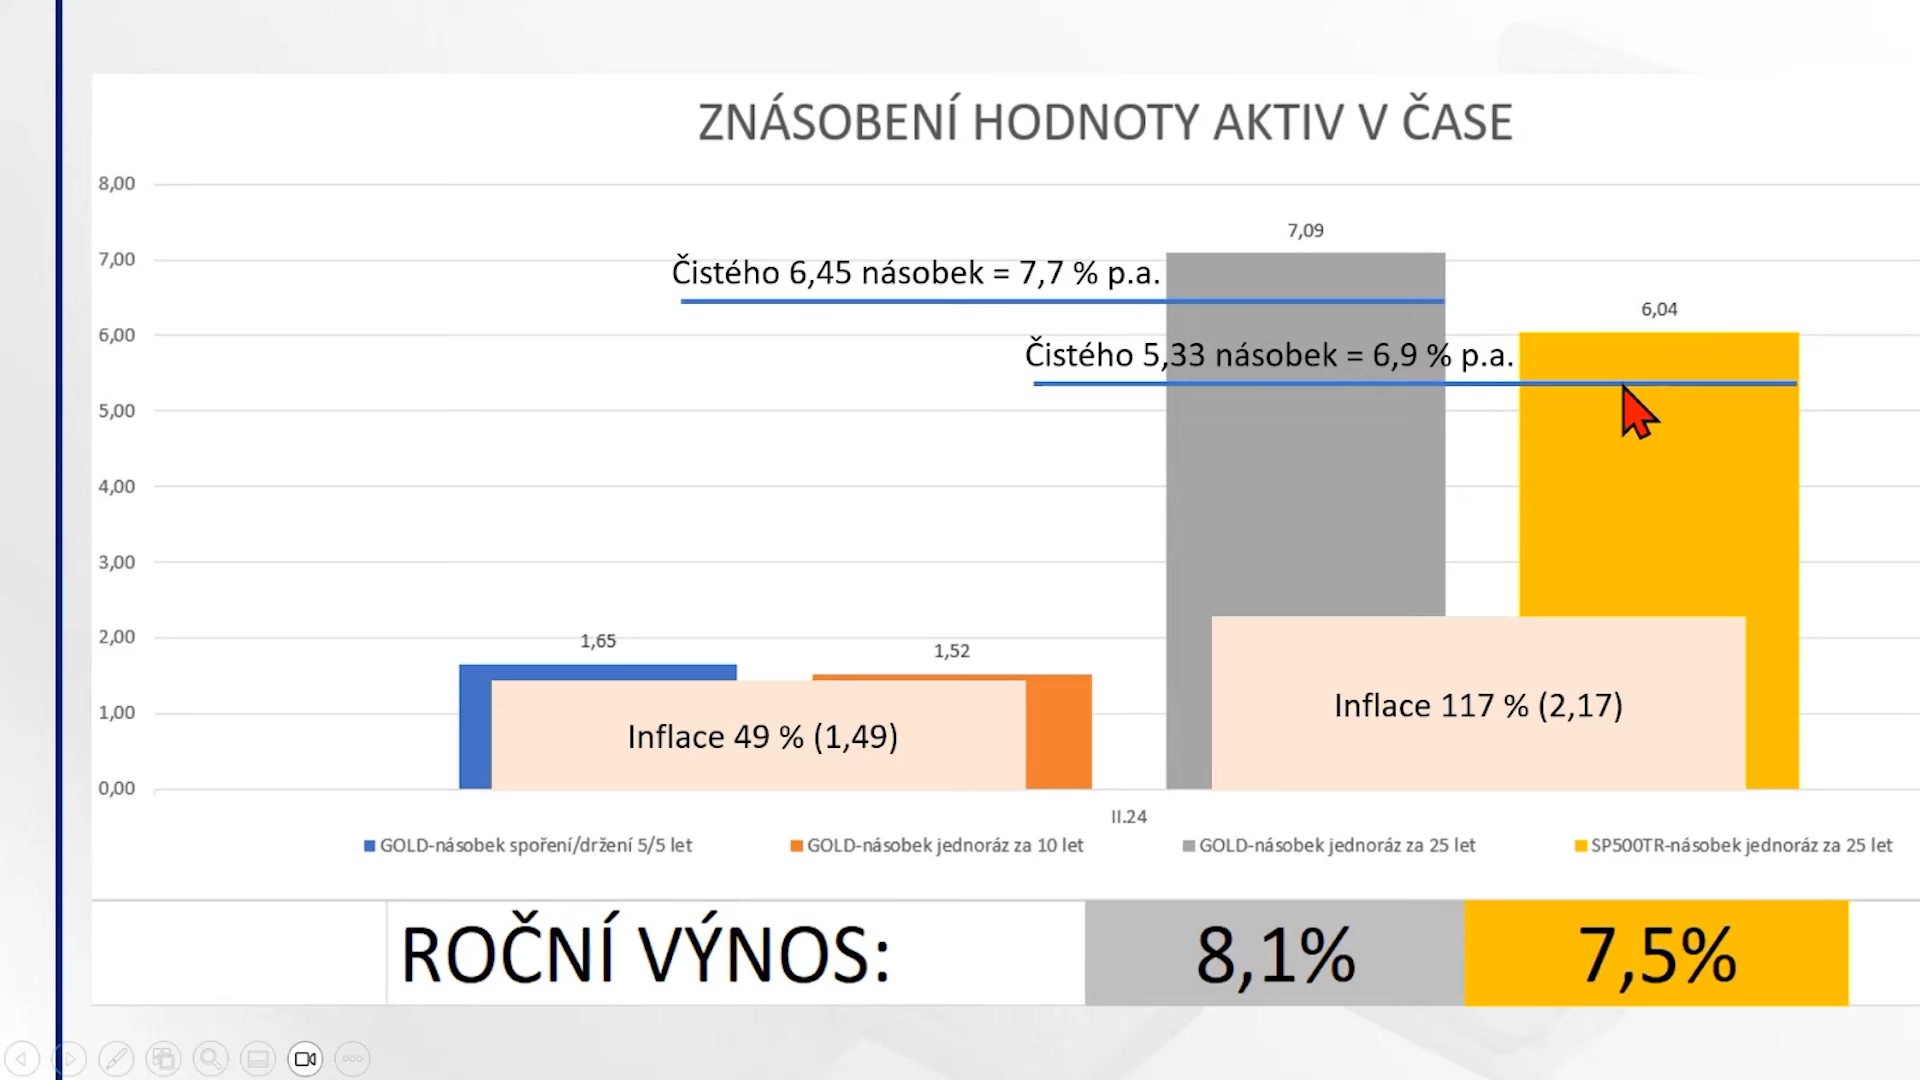 ZNÁSOBENÍ HODNOTY AKTIV V ČASE
8,00
7,00
6,00
5,00
4,00
3,00
2,00
1,00
0,00
7,09
Čistého 6,45 násobek = 7,7 % p.a.
6,04
Čistého 5,33 násobek = 6,9 % p.a.
1,65
1,52
Inflace 49 % (1,49)
Inflace 117 % (2,17)
II.24
GOLD-násobek spoření/držení 5/5 let
GOLD-násobek jednoráz za 10 let
GOLD-násobek jednoráz za 25 let
SP500TR-násobek jednoráz za 25 let
ROČNÍ VÝNOS:
8,1%
7,5%